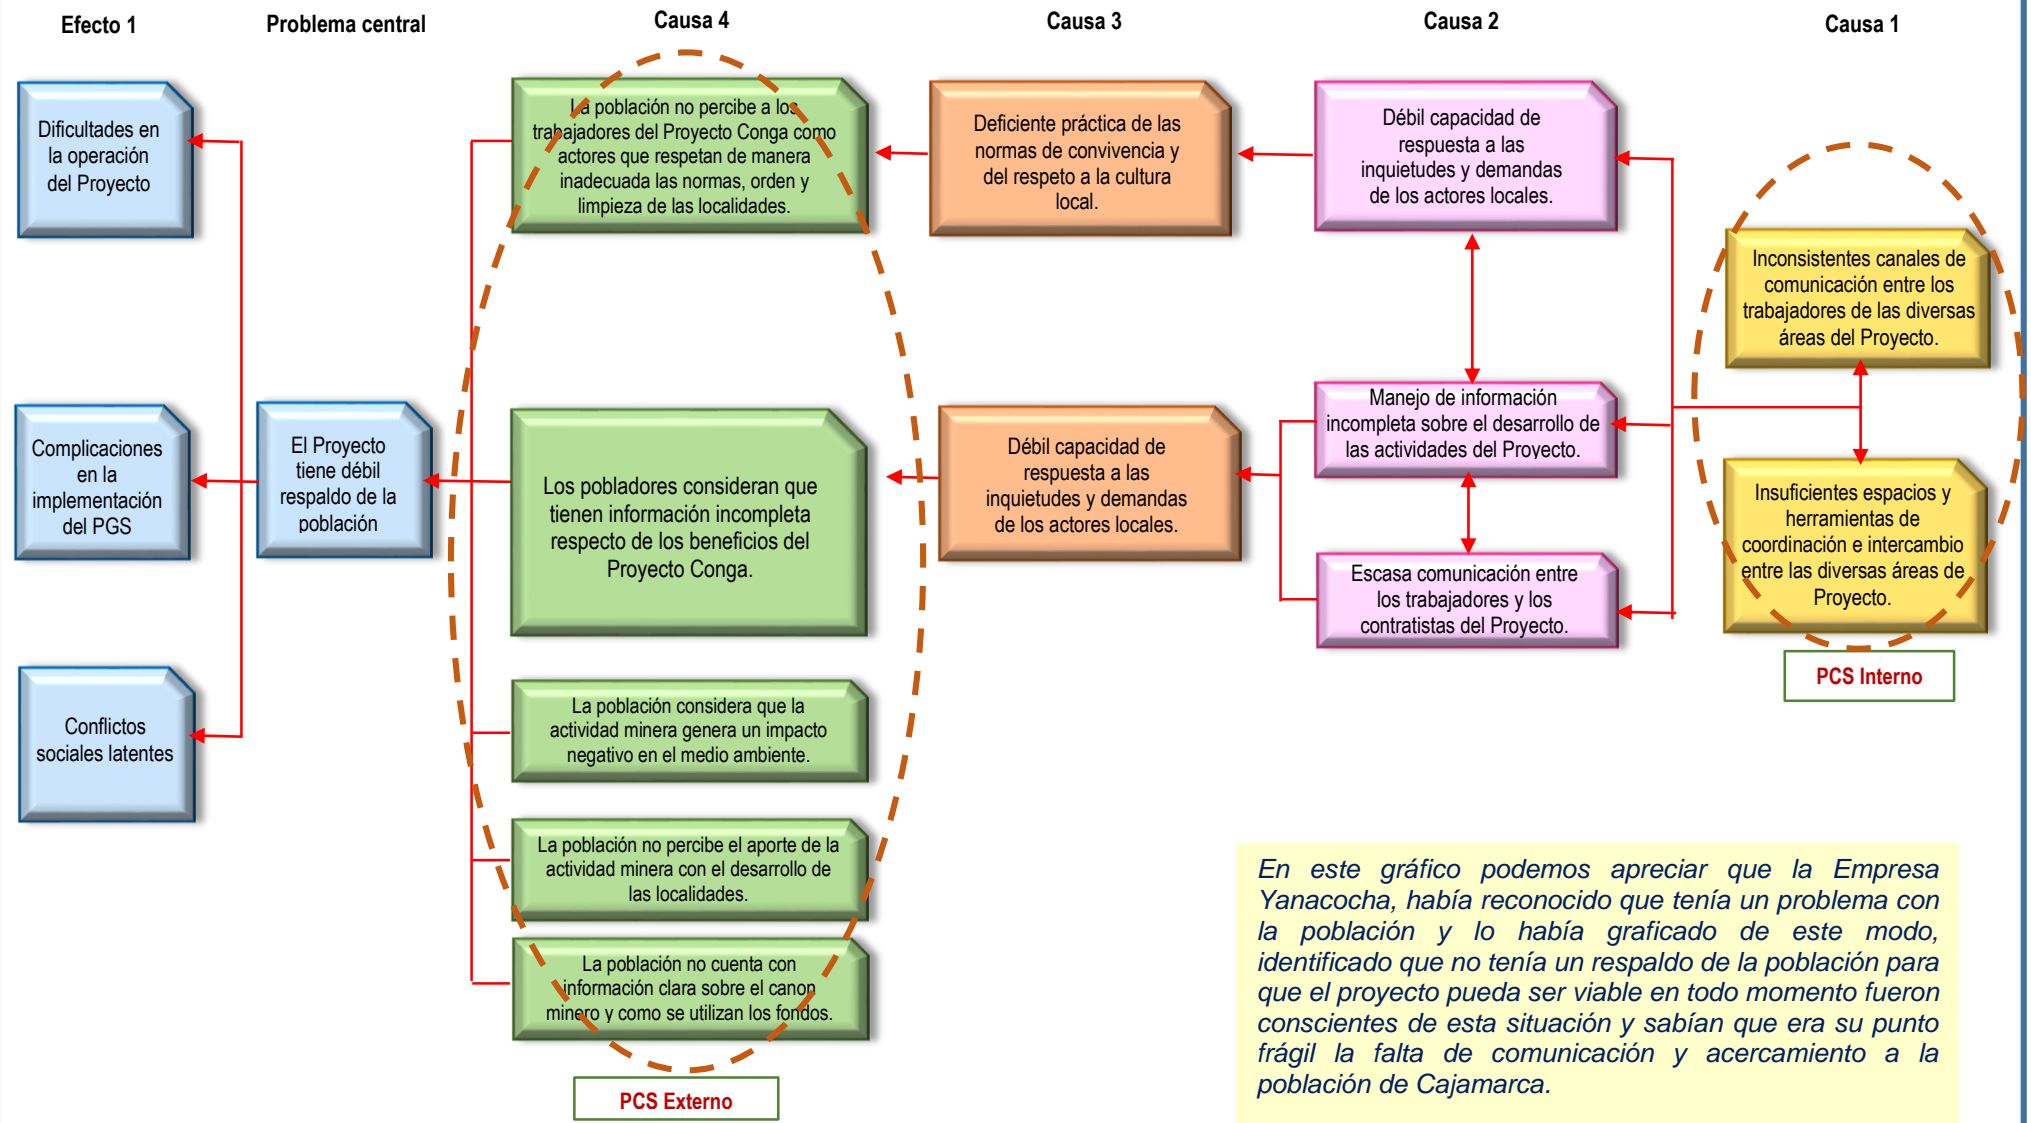 Efecto 1
Problema central
Causa 4
Causa 3
Causa 2
Causa 1
Dificultades en
la operación
del Proyecto
Complicaciones
en la
implementación
del PGS
Conflictos
sociales latentes
El Proyecto
tiene débil
respaldo de la
población
La población no percibe a los
trabajadores del Proyecto Conga como
actores que respetan de manera
inadecuada las normas, orden y
limpieza de las localidades.
Los pobladores consideran que
tienen información incompleta
respecto de los beneficios del
Proyecto Conga.
La población considera que la
actividad minera genera un impacto
negativo en el medio ambiente.
La población no percibe el aporte de la
actividad minera con el desarrollo de
las localidades.
La población no cuenta con
información clara sobre el canon
minero y como se utilizan los fondos.
PCS Externo
Deficiente práctica de las
normas de convivencia y
del respeto a la cultura
local.
Débil capacidad de
respuesta a las
inquietudes y demandas
de los actores locales.
Débil capacidad de
respuesta a las
inquietudes y demandas
de los actores locales.
Manejo de información
incompleta sobre el desarrollo de
las actividades del Proyecto.
Escasa comunicación entre
los trabajadores y los
contratistas del Proyecto.
Inconsistentes canales de
comunicación entre los
trabajadores de las diversas
áreas del Proyecto.
Insuficientes espacios y
herramientas de
coordinación e intercambio
entre las diversas áreas de
Proyecto.
PCS Interno
En este gráfico podemos apreciar que la Empresa
Yanacocha, había reconocido que tenía un problema con
la población y lo había graficado de este modo,
identificado que no tenía un respaldo de la población para
que el proyecto pueda ser viable en todo momento fueron
conscientes de esta situación y sabían que era su punto
frágil la falta de comunicación y acercamiento a la
población de Cajamarca.